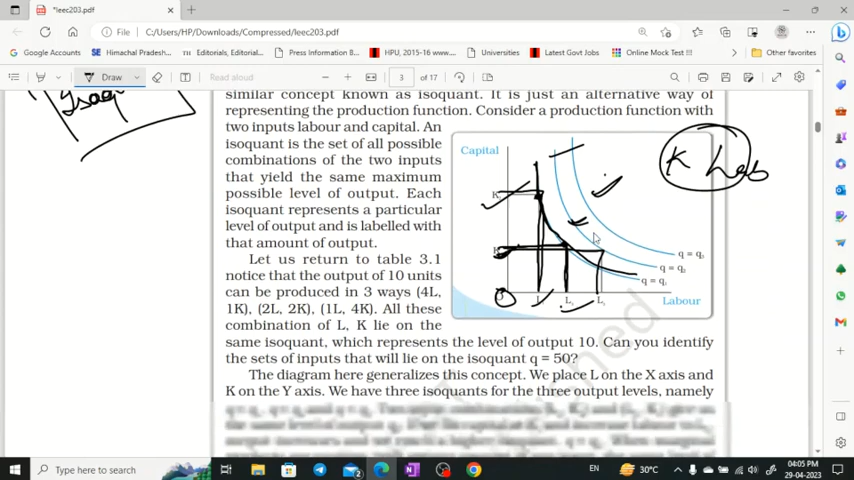 *leec203.pdf
C:/Users/HP/Downloads/Compressed/leec203.pdf
Google Accounts
Himachal Pradesh...
Editorials, Editorial...
Press Information B...
HPU, 2015-16 www....
Universities
Latest Govt Jobs
Online Mock Test !!!
Other favorites
Draw
Read aloud
3
of 17
similar concept known as isoquant. It is just an alternative way of
representing the production function. Consider a production function with
two inputs labour and capital. An
isoquant is the set of all possible
combinations of the two inputs
that yield the same maximum
possible level of output. Each
isoquant represents a particular
level of output and is labelled with
that amount of output.
Let us return to table 3.1
notice that the output of 10 units
can be produced in 3 ways (4L,
1K), (2L, 2K), (1L, 4K). All these
combination of L, K lie on the
same isoquant, which represents the level of output 10. Can you identify
the sets of inputs that will lie on the isoquant q = 50?
The diagram here generalizes this concept. We place L on the X axis and
K on the Y axis. We have three isoquants for the three output levels, namely
Capital
K
q = q₃
q = q₂
q = q₁
O
L
L
Labour
K Lab
Type here to search
2
30°C
EN
04:05 PM
29-04-2023